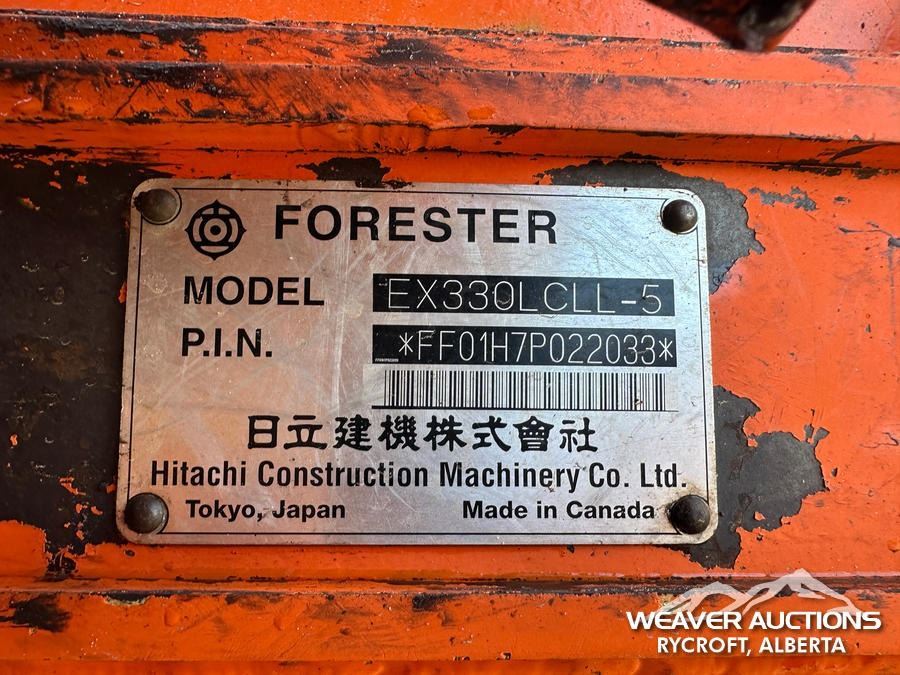 FORESTER
MODEL EX330LCLL-5
P.I.N. *FF01H7P022033*
日立建機株式會社
Hitachi Construction Machinery Co. Ltd.
Tokyo, Japan Made in Canada
WEAVER AUCTIONS
RYCROFT, ALBERTA